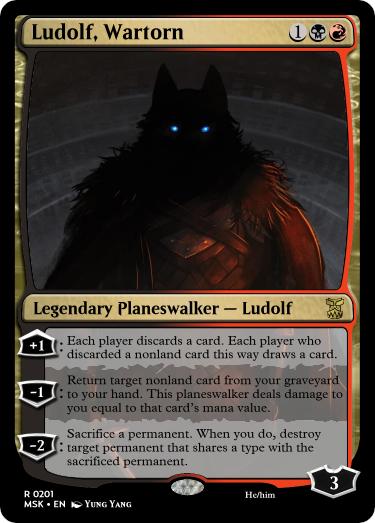 Ludolf, Wartorn 1
Legendary Planeswalker — Ludolf
+1: Each player discards a card. Each player who
discarded a nonland card this way draws a card.
-1: Return target nonland card from your graveyard
to your hand. This planeswalker deals damage to
you equal to that card's mana value.
-2: Sacrifice a permanent. When you do, destroy
target permanent that shares a type with the
sacrificed permanent.
3
R 0201 He/him
MSK • EN Yung Yang